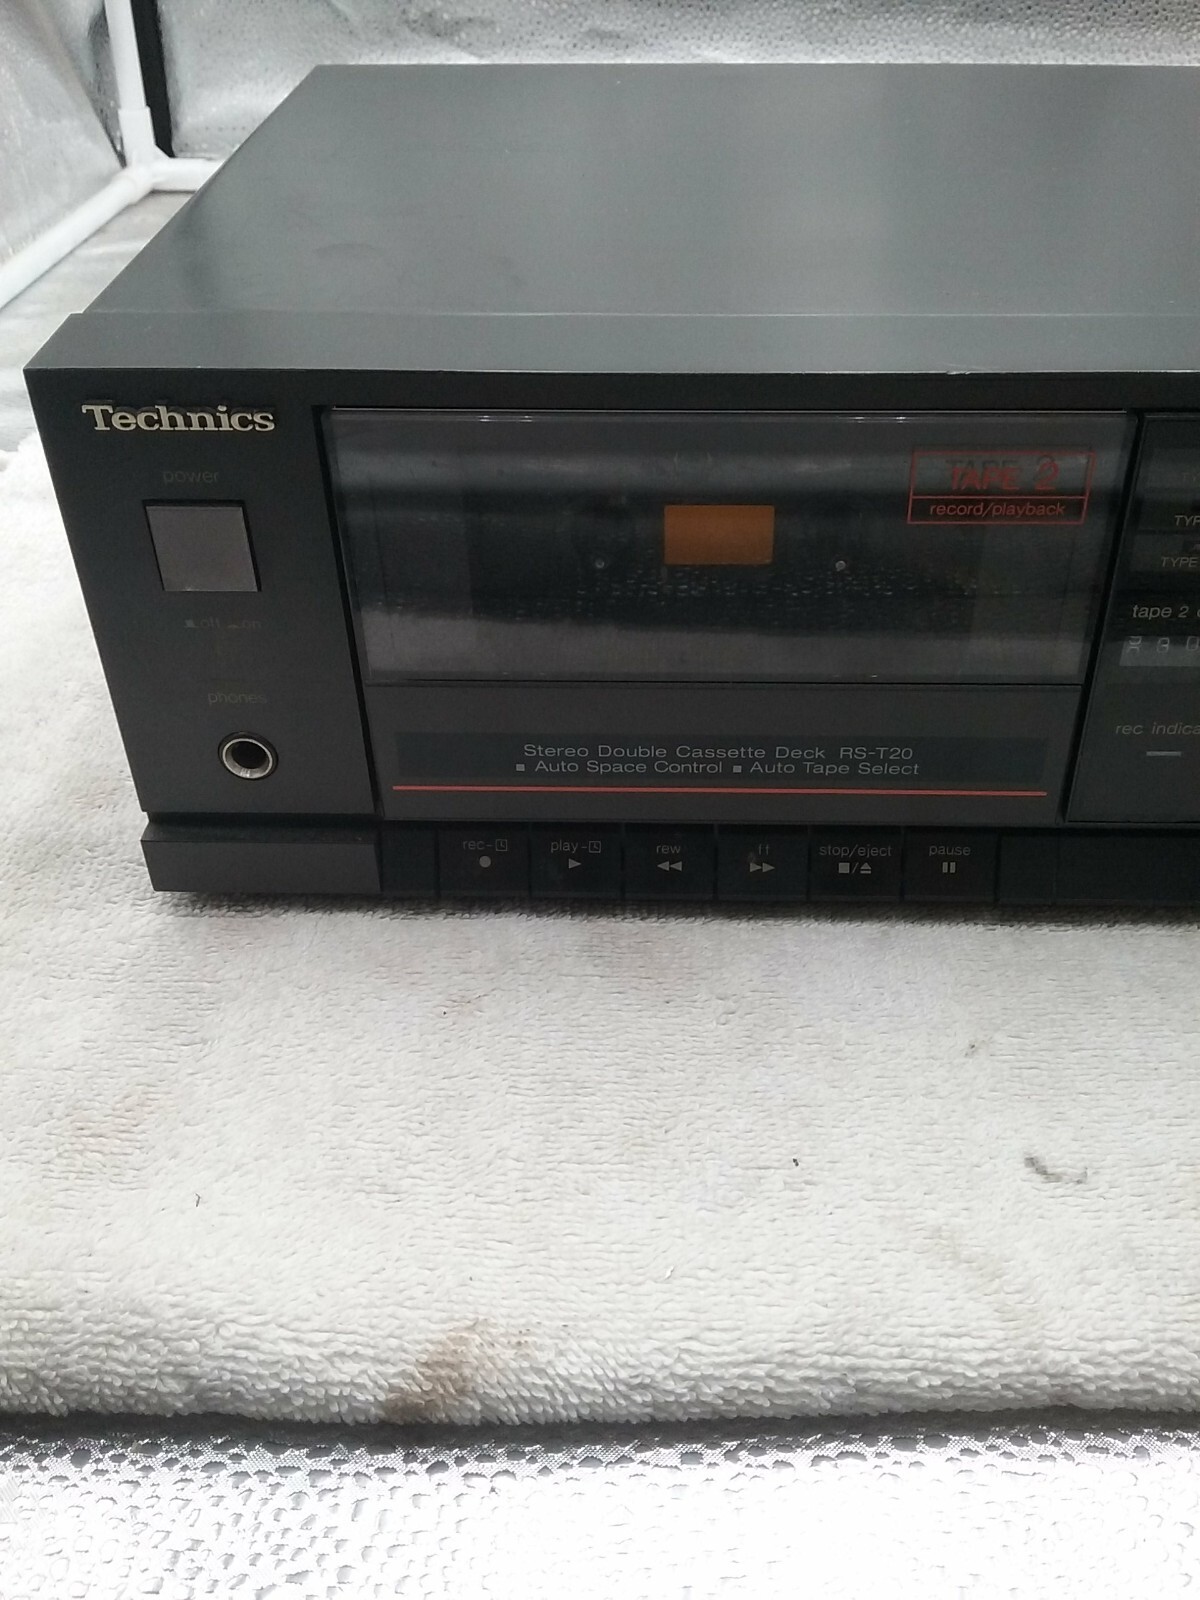 Technics
power
off on
phones
TAPE 2
record/playback
Stereo Double Cassette Deck RS-T20
■ Auto Space Control ■ Auto Tape Select
rec-
play-
rew
ff
stop/eject
pause
TYPE
tape 2
rec